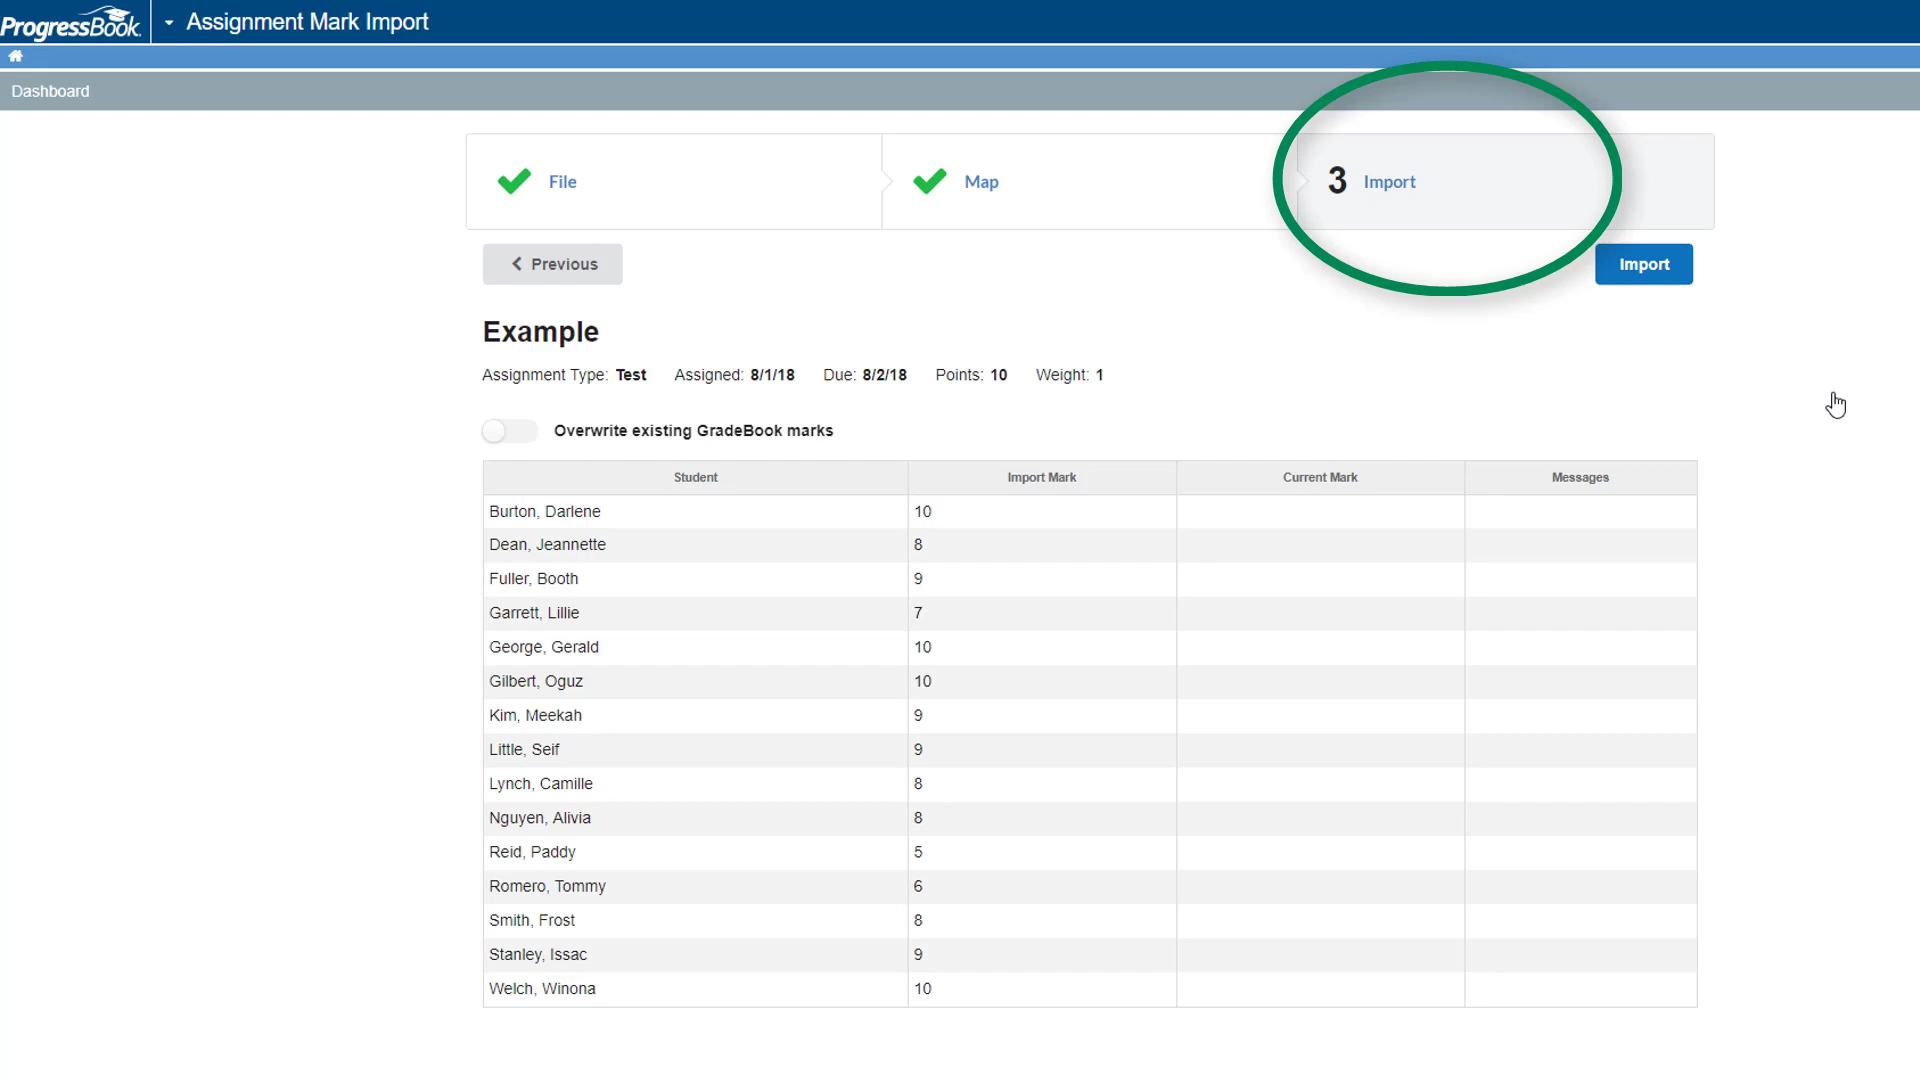 ProgressBook.
Assignment Mark Import
Dashboard
File
Map
3 Import
Previous
Import
Example
Assignment Type: Test Assigned: 8/1/18 Due: 8/2/18 Points: 10 Weight: 1
Overwrite existing GradeBook marks
Student Import Mark Current Mark Messages
Burton, Darlene 10
Dean, Jeannette 8
Fuller, Booth 9
Garrett, Lillie 7
George, Gerald 10
Gilbert, Oguz 10
Kim, Meekah 9
Little, Seif 9
Lynch, Camille 8
Nguyen, Alivia 8
Reid, Paddy 5
Romero, Tommy 6
Smith, Frost 8
Stanley, Issac 9
Welch, Winona 10